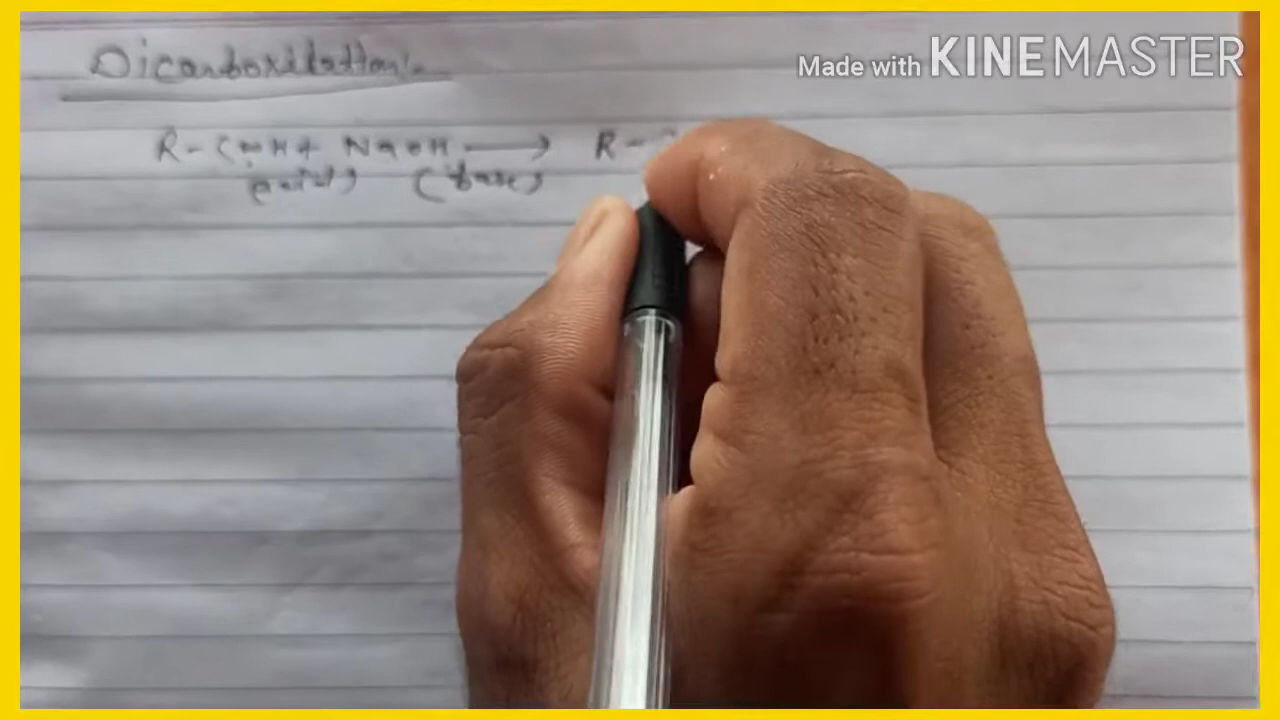 Made with KINEMASTER
Dicarboxilation:-
R-COOH + NaOH ⟶ R-
(acid) (base)